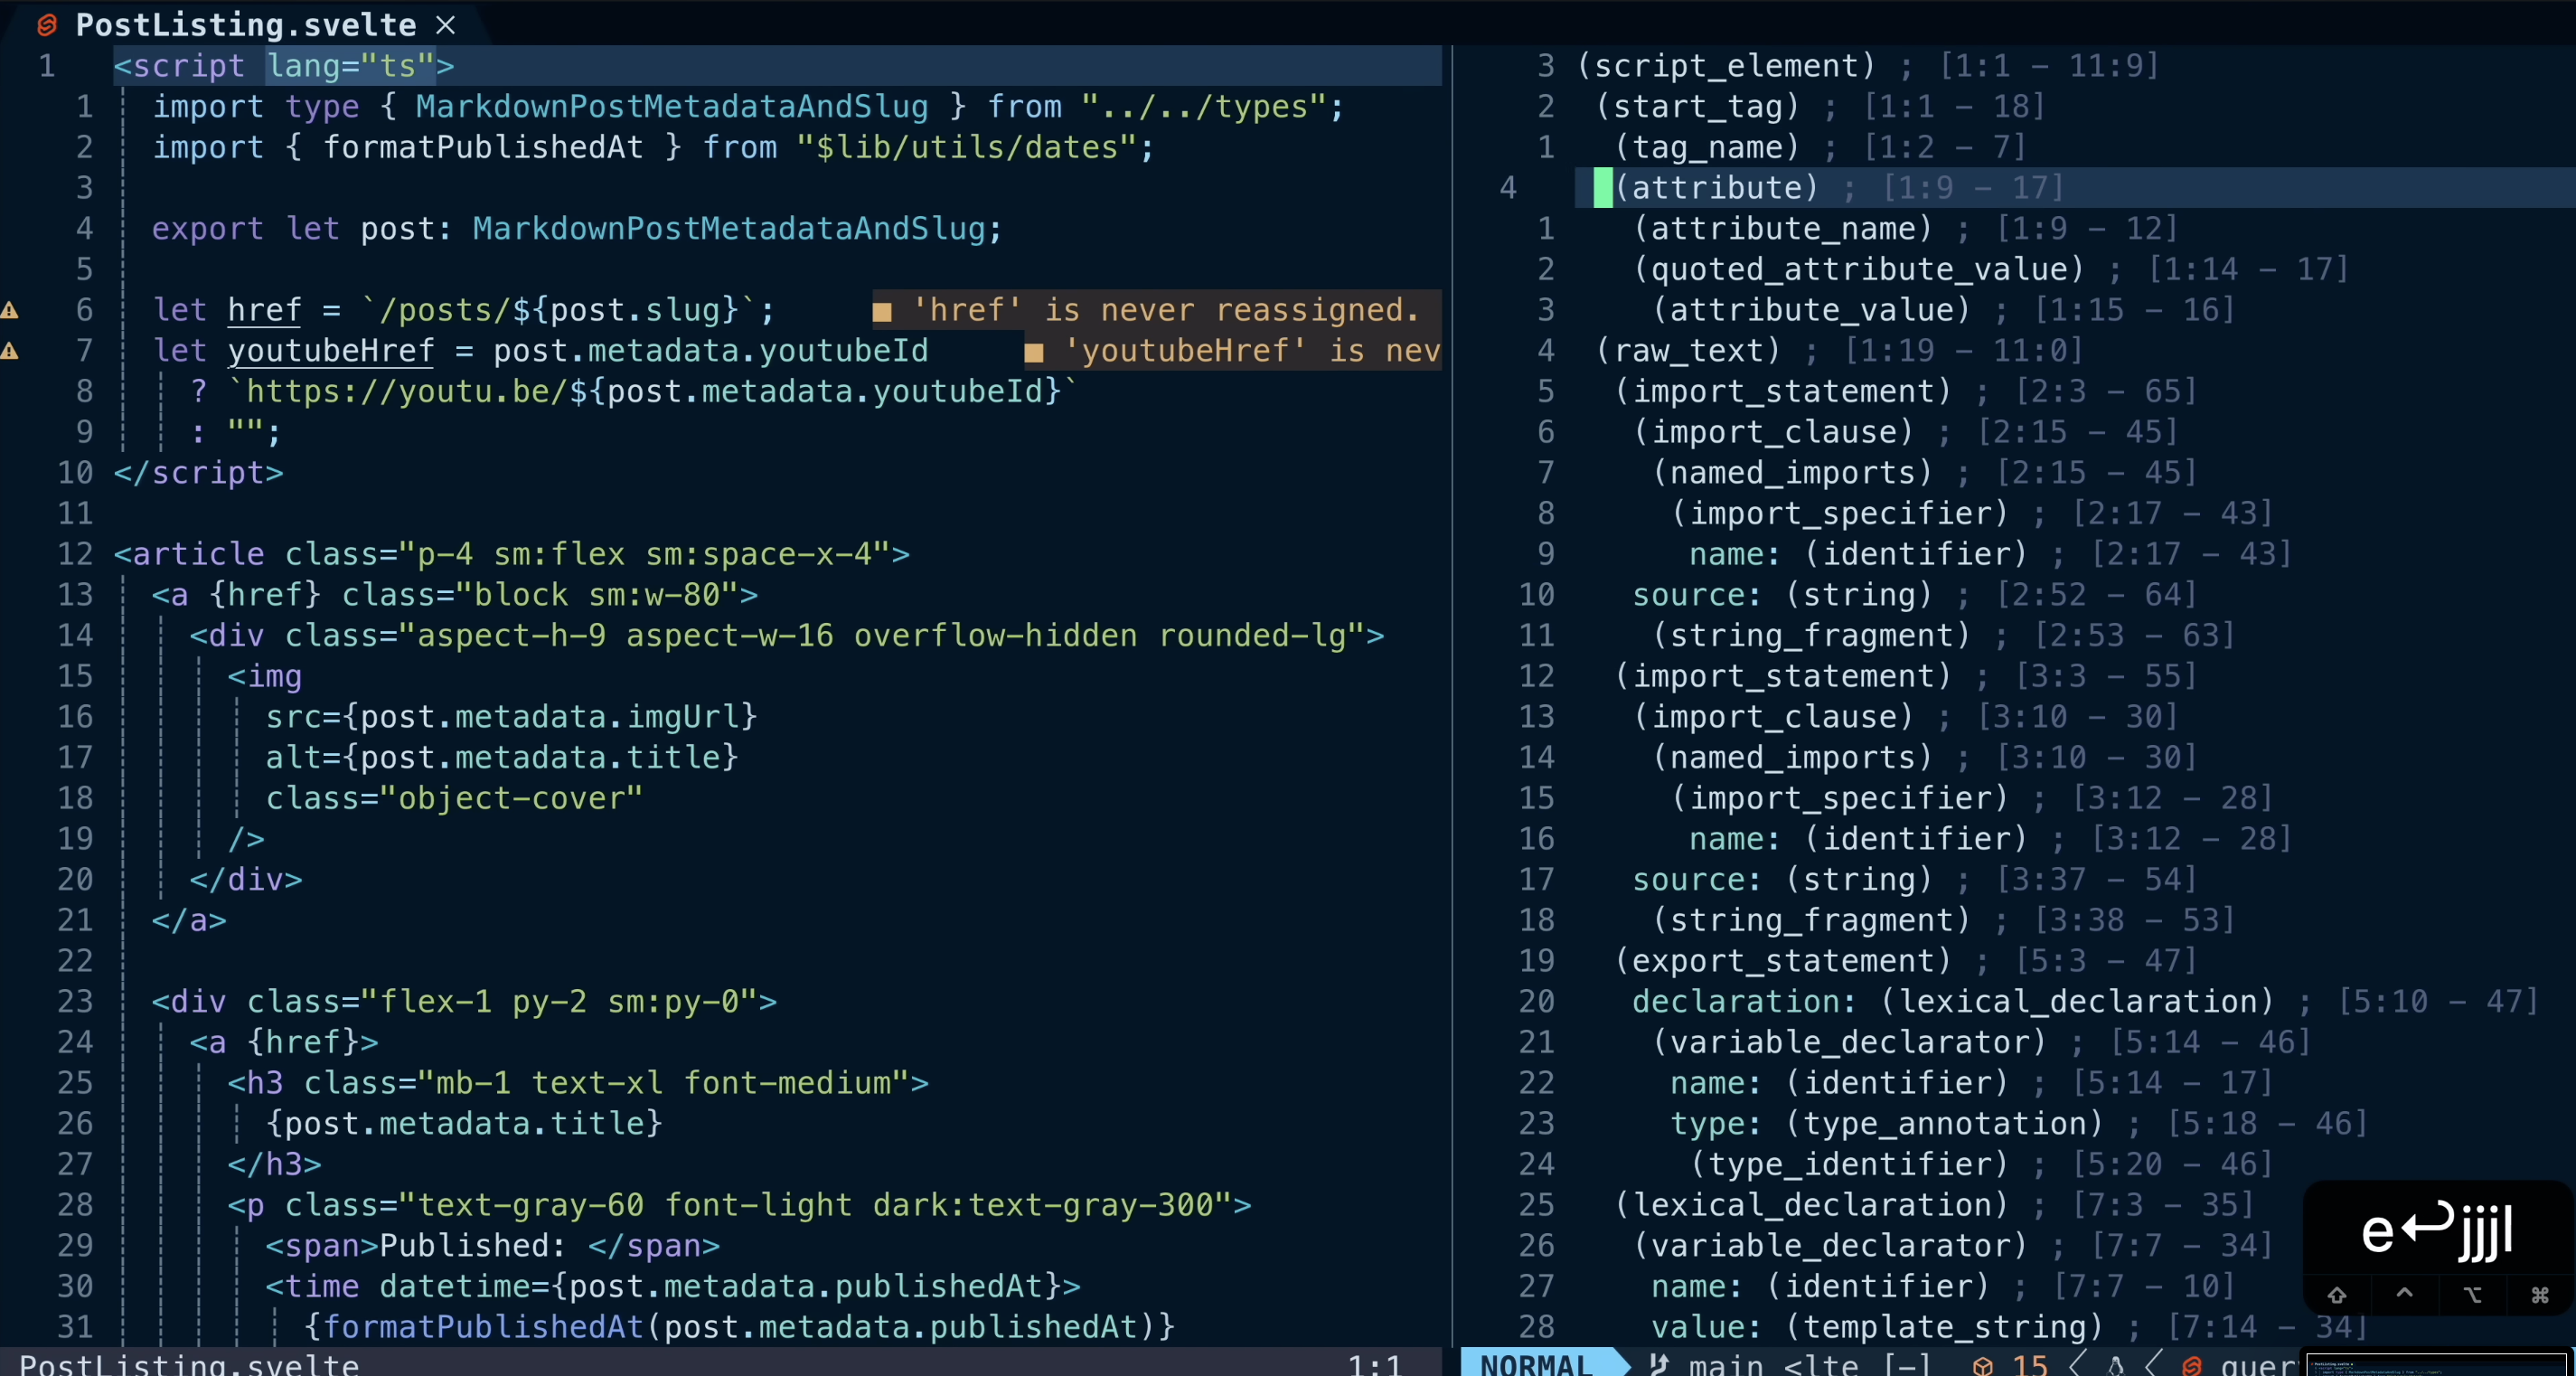 PostListing.svelte ×
1 <script lang="ts">
1 import type { MarkdownPostMetadataAndSlug } from "../../types";
2 import { formatPublishedAt } from "$lib/utils/dates";
3
4 export let post: MarkdownPostMetadataAndSlug;
5
6 let href = `/posts/${post.slug}`; ■ 'href' is never reassigned.
7 let youtubeHref = post.metadata.youtubeId ■ 'youtubeHref' is nev
8 ? `https://youtu.be/${post.metadata.youtubeId}`
9 : "";
10 </script>
11
12 <article class="p-4 sm:flex sm:space-x-4">
13 <a {href} class="block sm:w-80">
14 <div class="aspect-h-9 aspect-w-16 overflow-hidden rounded-lg">
15 <img
16 src={post.metadata.imgUrl}
17 alt={post.metadata.title}
18 class="object-cover"
19 />
20 </div>
21 </a>
22
23 <div class="flex-1 py-2 sm:py-0">
24 <a {href}>
25 <h3 class="mb-1 text-xl font-medium">
26 {post.metadata.title}
27 </h3>
28 <p class="text-gray-60 font-light dark:text-gray-300">
29 <span>Published: </span>
30 <time datetime={post.metadata.publishedAt}>
31 {formatPublishedAt(post.metadata.publishedAt)}
PostListing.svelte 1:1
3 (script_element) ; [1:1 - 11:9]
2 (start_tag) ; [1:1 - 18]
1 (tag_name) ; [1:2 - 7]
4 (attribute) ; [1:9 - 17]
1 (attribute_name) ; [1:9 - 12]
2 (quoted_attribute_value) ; [1:14 - 17]
3 (attribute_value) ; [1:15 - 16]
4 (raw_text) ; [1:19 - 11:0]
5 (import_statement) ; [2:3 - 65]
6 (import_clause) ; [2:15 - 45]
7 (named_imports) ; [2:15 - 45]
8 (import_specifier) ; [2:17 - 43]
9 name: (identifier) ; [2:17 - 43]
10 source: (string) ; [2:52 - 64]
11 (string_fragment) ; [2:53 - 63]
12 (import_statement) ; [3:3 - 55]
13 (import_clause) ; [3:10 - 30]
14 (named_imports) ; [3:10 - 30]
15 (import_specifier) ; [3:12 - 28]
16 name: (identifier) ; [3:12 - 28]
17 source: (string) ; [3:37 - 54]
18 (string_fragment) ; [3:38 - 53]
19 (export_statement) ; [5:3 - 47]
20 declaration: (lexical_declaration) ; [5:10 - 47]
21 (variable_declarator) ; [5:14 - 46]
22 name: (identifier) ; [5:14 - 17]
23 type: (type_annotation) ; [5:18 - 46]
24 (type_identifier) ; [5:20 - 46]
25 (lexical_declaration) ; [7:3 - 35]
26 (variable_declarator) ; [7:7 - 34]
27 name: (identifier) ; [7:7 - 10]
28 value: (template_string) ; [7:14 - 34]
NORMAL main <lte [-] 15 quer
e↩jjjl
⇧ ^ ⌥ ⌘